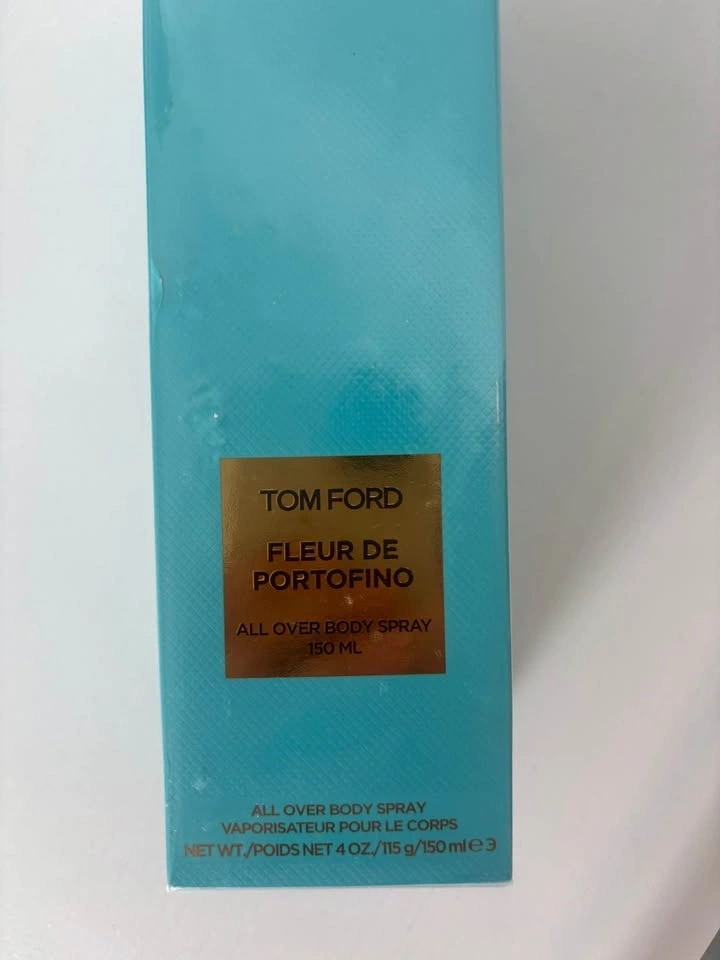 TOM FORD
FLEUR DE
PORTOFINO
ALL OVER BODY SPRAY
150 ML
ALL OVER BODY SPRAY
VAPORISATEUR POUR LE CORPS
NET WT./POIDS NET 4 OZ./115 g/150 ml ℮ Э